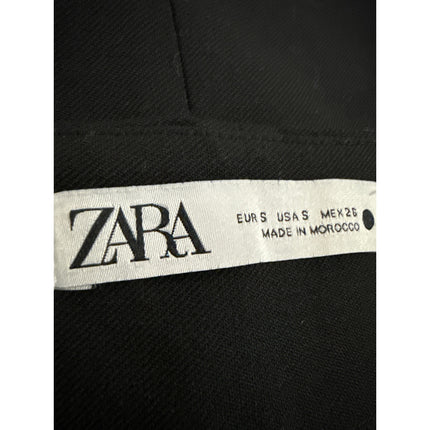 ZARA
EUR S USA S MEX 26
MADE IN MOROCCO